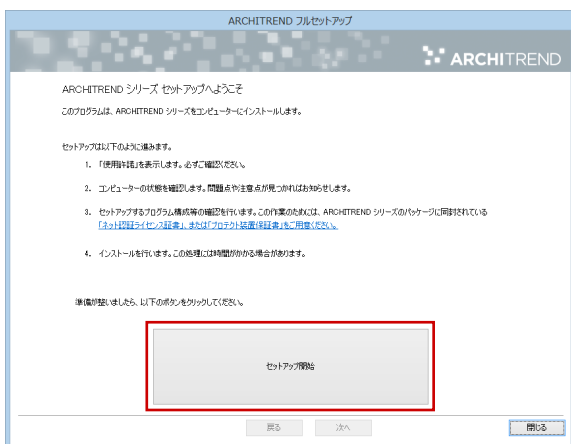 ARCHITREND フルセットアップ
ARCHITREND
ARCHITREND シリーズ セットアップへようこそ
このプログラムは、ARCHITREND シリーズをコンピューターにインストールします。
セットアップは以下のように進みます。
1. 「使用許諾」を表示します。必ずご確認ください。
2. コンピューターの状態を確認します。問題点や注意点が見つかればお知らせします。
3. セットアップするプログラム構成等の確認を行います。この作業のためには、ARCHITREND シリーズのパッケージに同封されている
「ネット認証ライセンス証書」、または「プロテクト装置保証書」をご用意ください。
4. インストールを行います。この処理には時間がかかる場合があります。
準備が整いましたら、以下のボタンをクリックしてください。
セットアップ開始
戻る 次へ 閉じる